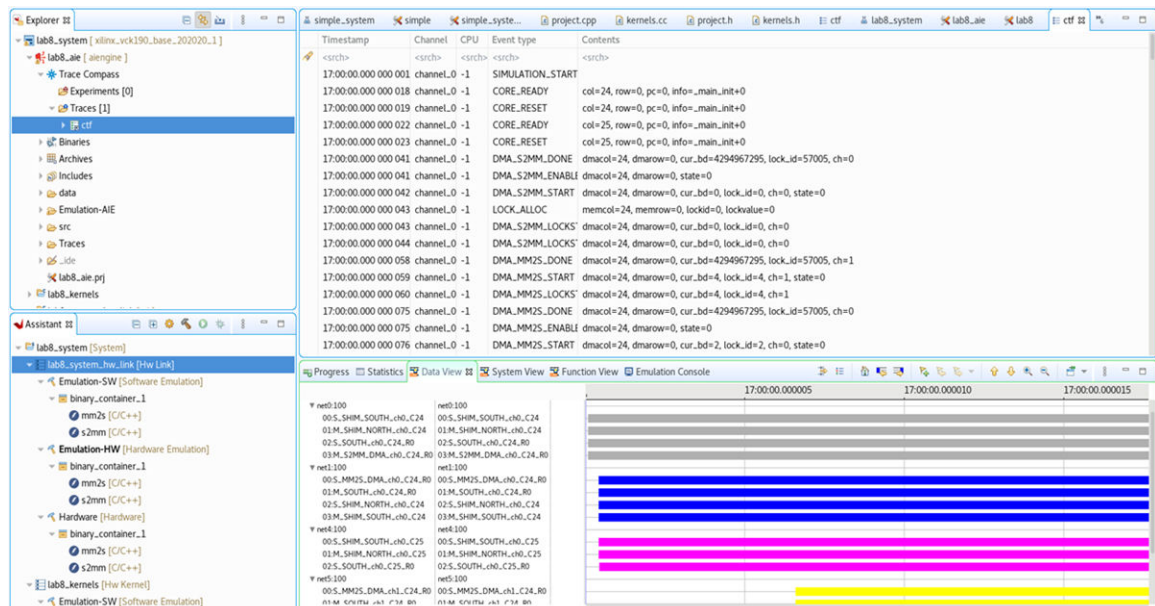 Explorer
lab8_system [ xilinx_vck190_base_202020_1 ]
lab8_aie [ aiengine ]
Trace Compass
Experiments [0]
Traces [1]
ctf
Binaries
Archives
Includes
data
Emulation-AIE
src
Traces
_ide
lab8_aie.prj
lab8_kernels
Assistant
lab8_system [System]
lab8_system_hw_link [Hw Link]
Emulation-SW [Software Emulation]
binary_container_1
mm2s [C/C++]
s2mm [C/C++]
Emulation-HW [Hardware Emulation]
binary_container_1
mm2s [C/C++]
s2mm [C/C++]
Hardware [Hardware]
binary_container_1
mm2s [C/C++]
s2mm [C/C++]
lab8_kernels [Hw Kernel]
Emulation-SW [Software Emulation]
simple_system simple simple_syste... project.cpp kernels.cc project.h kernels.h ctf lab8_system lab8_aie lab8 ctf
Timestamp Channel CPU Event type Contents
<srch> <srch> <srch> <srch> <srch>
17:00:00.000 000 001 channel_0 -1 SIMULATION_START
17:00:00.000 000 018 channel_0 -1 CORE_READY col=24, row=0, pc=0, info=_main_init+0
17:00:00.000 000 019 channel_0 -1 CORE_RESET col=24, row=0, pc=0, info=_main_init+0
17:00:00.000 000 022 channel_0 -1 CORE_READY col=25, row=0, pc=0, info=_main_init+0
17:00:00.000 000 023 channel_0 -1 CORE_RESET col=25, row=0, pc=0, info=_main_init+0
17:00:00.000 000 041 channel_0 -1 DMA_S2MM_DONE dmacol=24, dmarow=0, cur_bd=4294967295, lock_id=57005, ch=0
17:00:00.000 000 041 channel_0 -1 DMA_S2MM_ENABLE dmacol=24, dmarow=0, state=0
17:00:00.000 000 042 channel_0 -1 DMA_S2MM_START dmacol=24, dmarow=0, cur_bd=0, lock_id=0, ch=0, state=0
17:00:00.000 000 043 channel_0 -1 LOCK_ALLOC memcol=24, memrow=0, lockid=0, lockvalue=0
17:00:00.000 000 043 channel_0 -1 DMA_S2MM_LOCKS dmacol=24, dmarow=0, cur_bd=0, lock_id=0, ch=0
17:00:00.000 000 044 channel_0 -1 DMA_S2MM_LOCKS dmacol=24, dmarow=0, cur_bd=0, lock_id=0, ch=0
17:00:00.000 000 058 channel_0 -1 DMA_MM2S_DONE dmacol=24, dmarow=0, cur_bd=4294967295, lock_id=57005, ch=1
17:00:00.000 000 059 channel_0 -1 DMA_MM2S_START dmacol=24, dmarow=0, cur_bd=4, lock_id=4, ch=1, state=0
17:00:00.000 000 060 channel_0 -1 DMA_MM2S_LOCKS dmacol=24, dmarow=0, cur_bd=4, lock_id=4, ch=1
17:00:00.000 000 075 channel_0 -1 DMA_MM2S_DONE dmacol=24, dmarow=0, cur_bd=4294967295, lock_id=57005, ch=0
17:00:00.000 000 075 channel_0 -1 DMA_MM2S_ENABLE dmacol=24, dmarow=0, state=0
17:00:00.000 000 076 channel_0 -1 DMA_MM2S_START dmacol=24, dmarow=0, cur_bd=2, lock_id=2, ch=0, state=0
Progress Statistics Data View System View Function View Emulation Console
17:00:00.000005 17:00:00.000010 17:00:00.000015
net0:100 net0:100
00:S_SHIM_SOUTH_ch0_C24 00:S_SHIM_SOUTH_ch0_C24
01:M_SHIM_NORTH_ch0_C24 01:M_SHIM_NORTH_ch0_C24
02:S_SOUTH_ch0_C24_R0 02:S_SOUTH_ch0_C24_R0
03:M_S2MM_DMA_ch0_C24_R0 03:M_S2MM_DMA_ch0_C24_R0
net1:100 net1:100
00:S_MM2S_DMA_ch0_C24_R0 00:S_MM2S_DMA_ch0_C24_R0
01:M_SOUTH_ch0_C24_R0 01:M_SOUTH_ch0_C24_R0
02:S_SHIM_NORTH_ch0_C24 02:S_SHIM_NORTH_ch0_C24
03:M_SHIM_SOUTH_ch0_C24 03:M_SHIM_SOUTH_ch0_C24
net4:100 net4:100
00:S_SHIM_SOUTH_ch0_C25 00:S_SHIM_SOUTH_ch0_C25
01:M_SHIM_NORTH_ch0_C25 01:M_SHIM_NORTH_ch0_C25
02:S_SOUTH_ch0_C25_R0 02:S_SOUTH_ch0_C25_R0
net5:100 net5:100
00:S_MM2S_DMA_ch1_C24_R0 00:S_MM2S_DMA_ch1_C24_R0
01:M_SOUTH_ch1_C24_R0 01:M_SOUTH_ch1_C24_R0